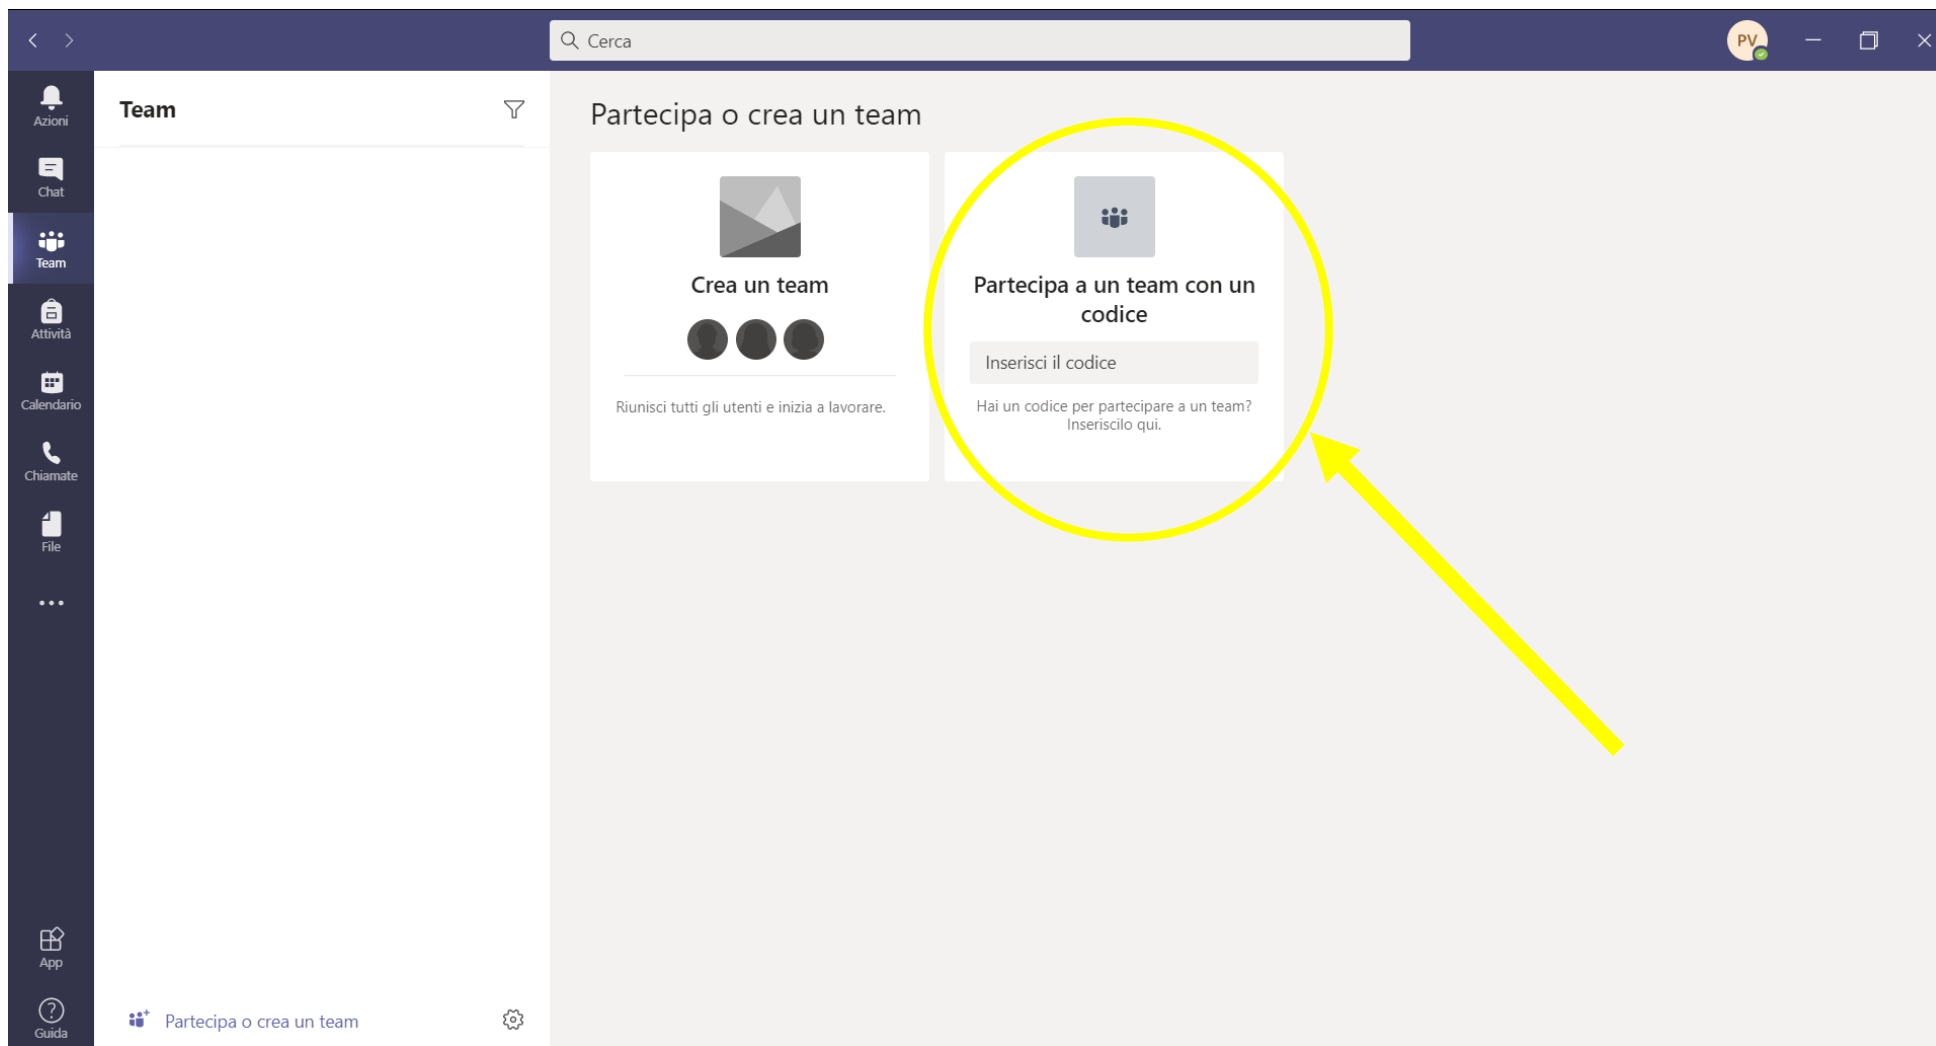 Cerca
PV
Azioni
Chat
Team
Attività
Calendario
Chiamate
File
App
Guida
Team
Partecipa o crea un team
Partecipa o crea un team
Crea un team
Riunisci tutti gli utenti e inizia a lavorare.
Partecipa a un team con un
codice
Inserisci il codice
Hai un codice per partecipare a un team?
Inseriscilo qui.